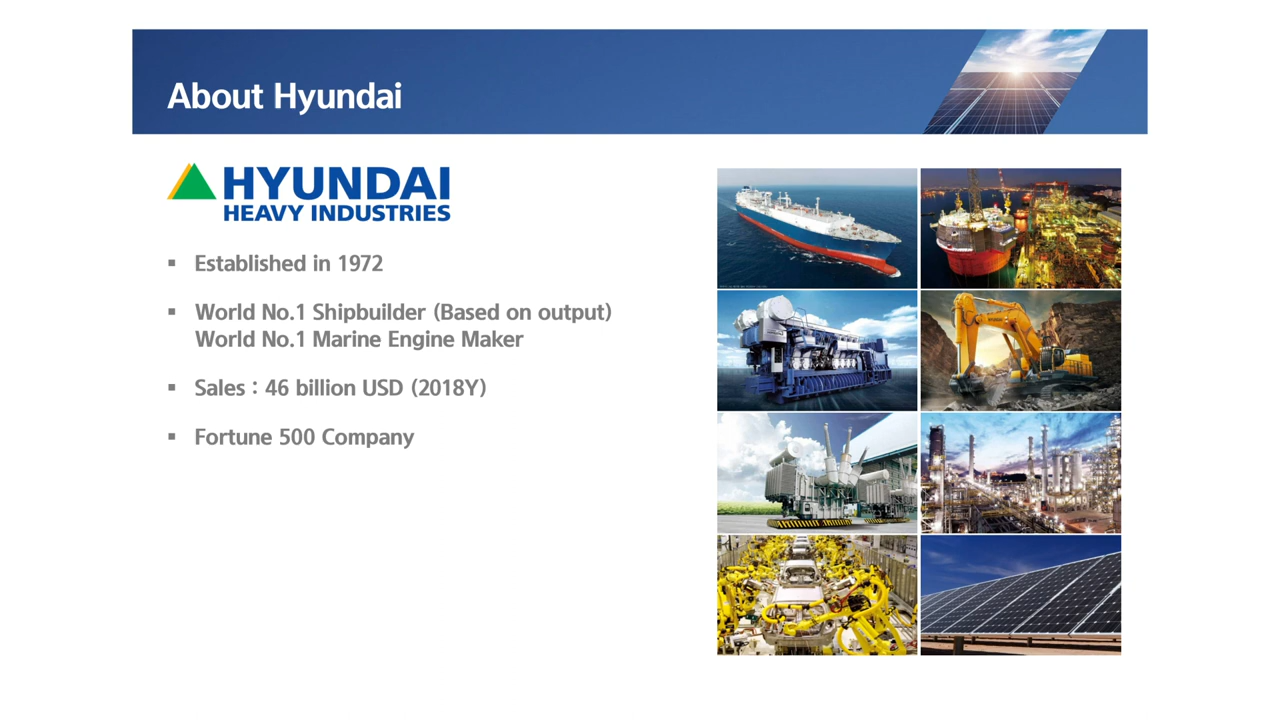 About Hyundai
HYUNDAI
HEAVY INDUSTRIES
▪ Established in 1972
▪ World No.1 Shipbuilder (Based on output)
World No.1 Marine Engine Maker
▪ Sales : 46 billion USD (2018Y)
▪ Fortune 500 Company
HYUNDAI